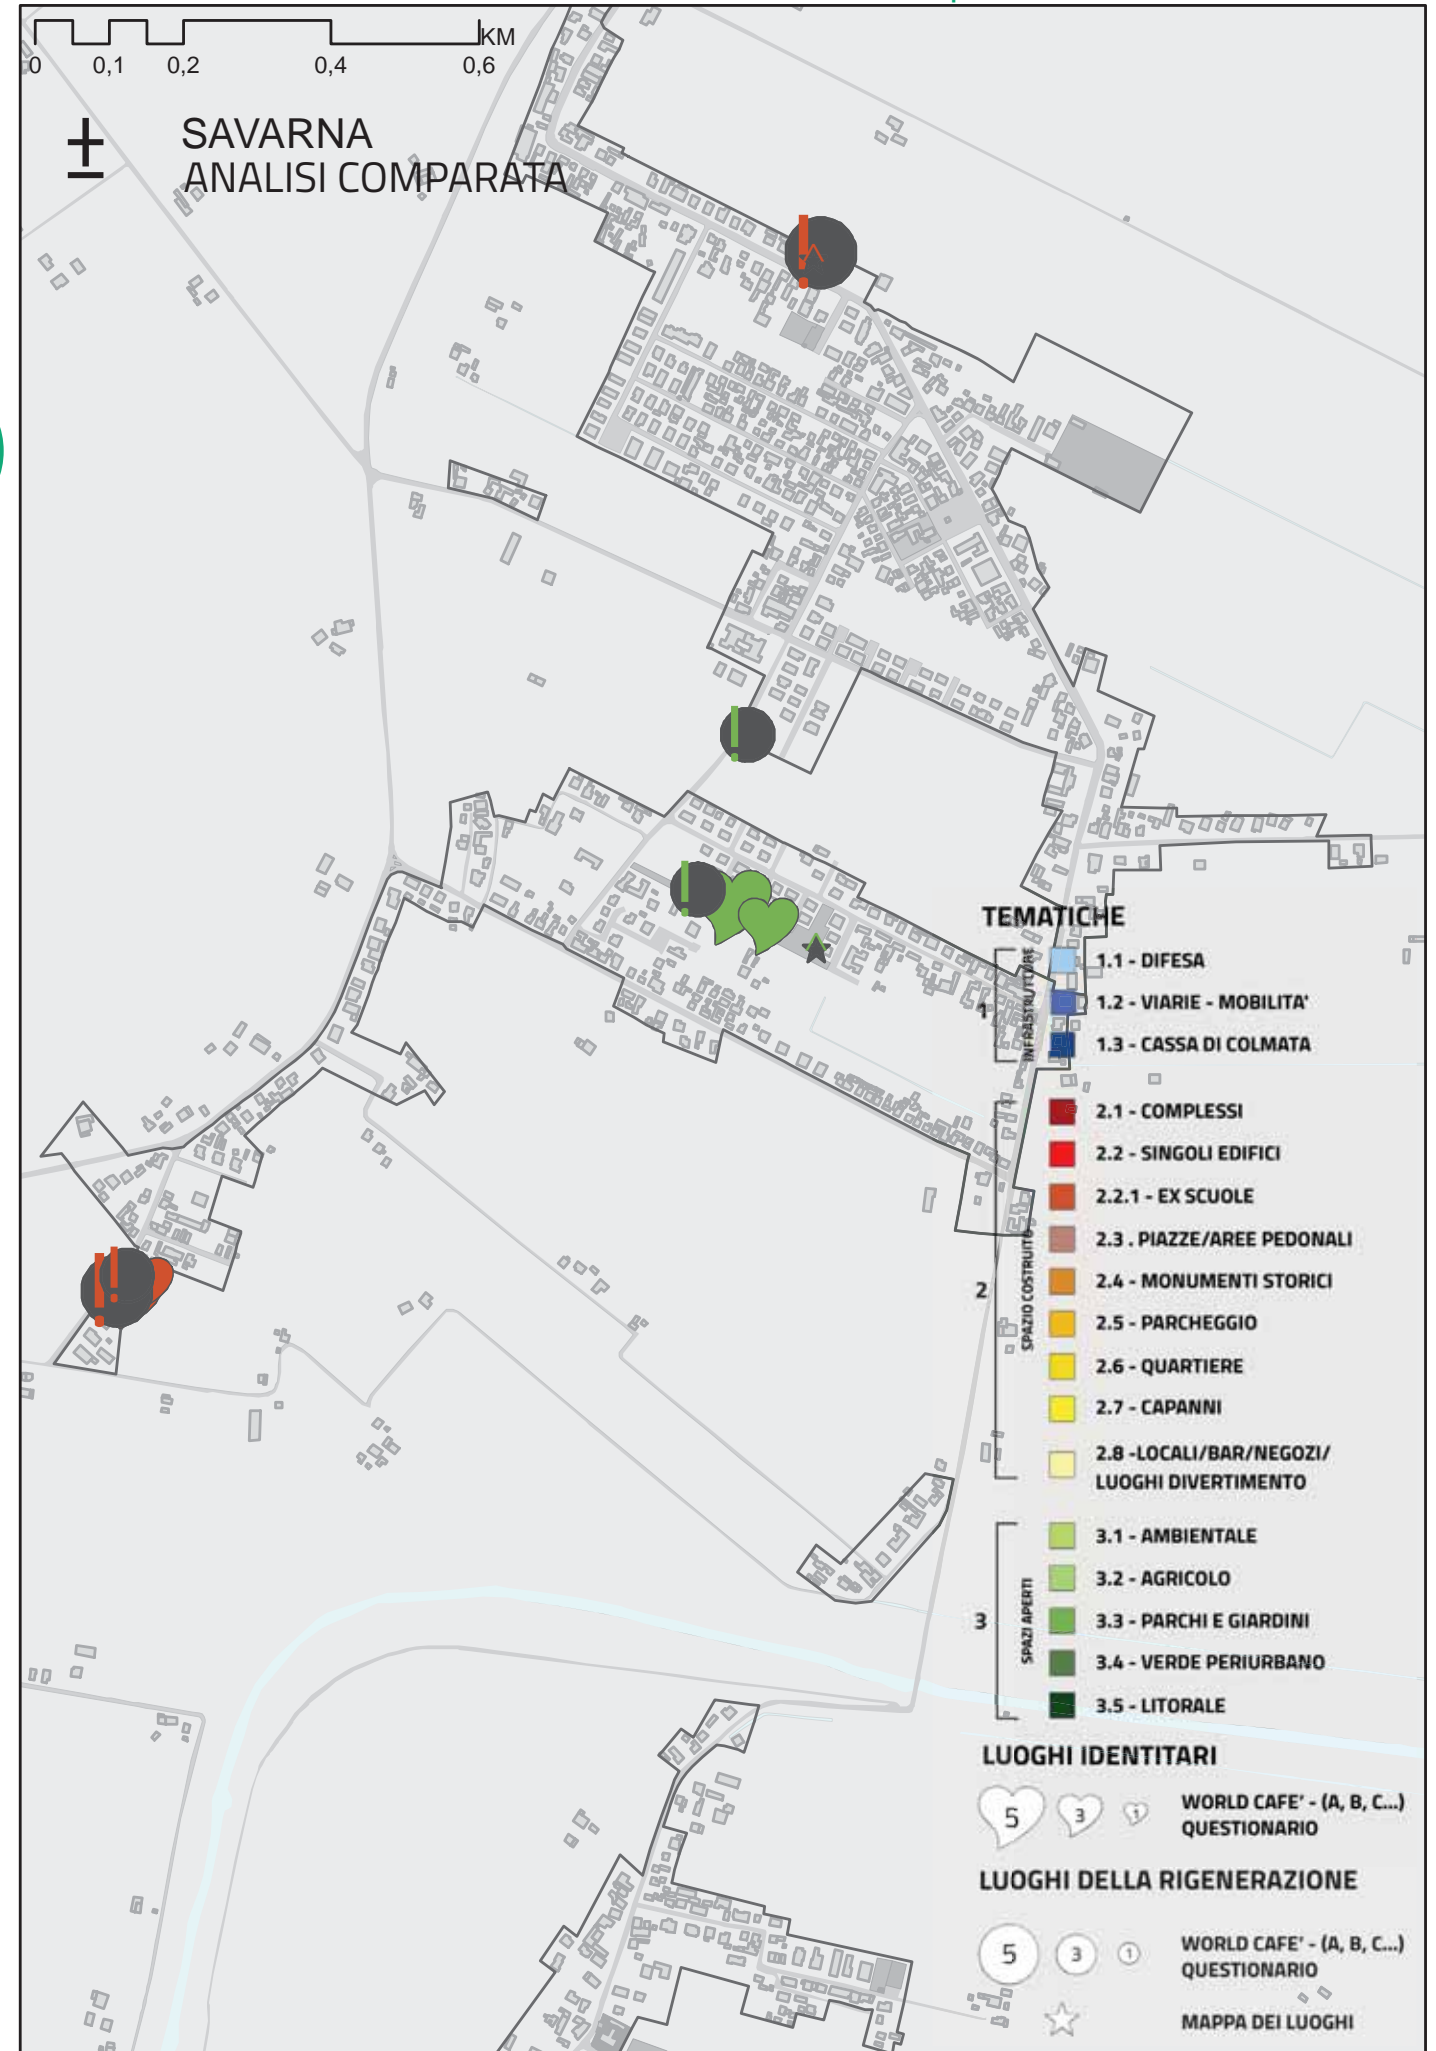 KM
0 0,1 0,2 0,4 0,6
SAVARNA
ANALISI COMPARATA
TEMATICHE
1
INFRASTRUTTURE
1.1 - DIFESA
1.2 - VIARIE - MOBILITA'
1.3 - CASSA DI COLMATA
2
SPAZIO COSTRUITO
2.1 - COMPLESSI
2.2 - SINGOLI EDIFICI
2.2.1 - EX SCUOLE
2.3 . PIAZZE/AREE PEDONALI
2.4 - MONUMENTI STORICI
2.5 - PARCHEGGIO
2.6 - QUARTIERE
2.7 - CAPANNI
2.8 -LOCALI/BAR/NEGOZI/
LUOGHI DIVERTIMENTO
3
SPAZI APERTI
3.1 - AMBIENTALE
3.2 - AGRICOLO
3.3 - PARCHI E GIARDINI
3.4 - VERDE PERIURBANO
3.5 - LITORALE
LUOGHI IDENTITARI
5 3 1
WORLD CAFE' - (A, B, C...)
QUESTIONARIO
LUOGHI DELLA RIGENERAZIONE
5 3 1
WORLD CAFE' - (A, B, C...)
QUESTIONARIO
MAPPA DEI LUOGHI